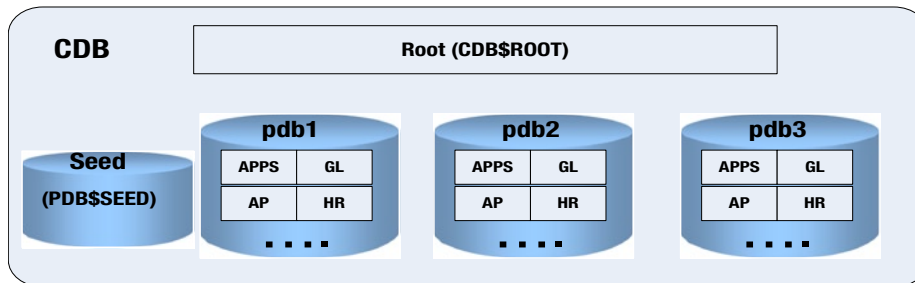 CDB
Root (CDB$ROOT)
Seed
(PDB$SEED)
pdb1
APPS GL
AP HR
....
pdb2
APPS GL
AP HR
....
pdb3
APPS GL
AP HR
....